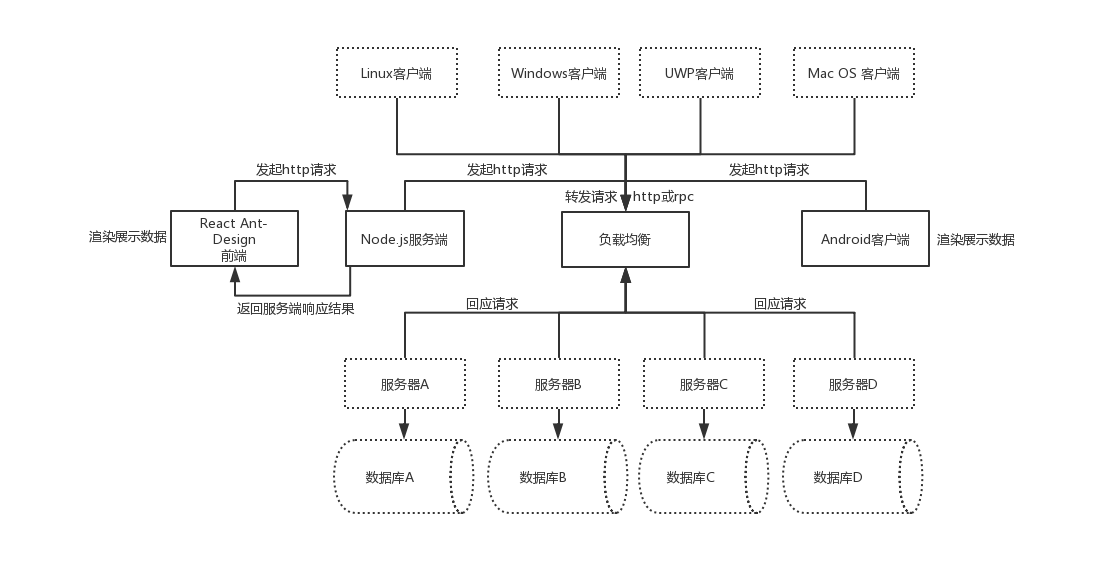 Linux客户端
Windows客户端
UWP客户端
Mac OS 客户端
发起http请求
发起http请求
发起http请求
转发请求
http或rpc
渲染展示数据
React Ant-
Design
前端
Node.js服务端
负载均衡
Android客户端
渲染展示数据
返回服务端响应结果
回应请求
回应请求
服务器A
服务器B
服务器C
服务器D
数据库A
数据库B
数据库C
数据库D